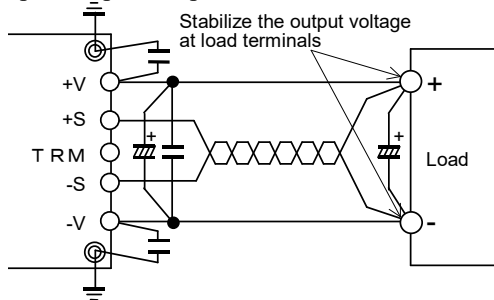 Stabilize the output voltage
at load terminals
+V
+S
TRM
-S
-V
+
+
+
-
Load